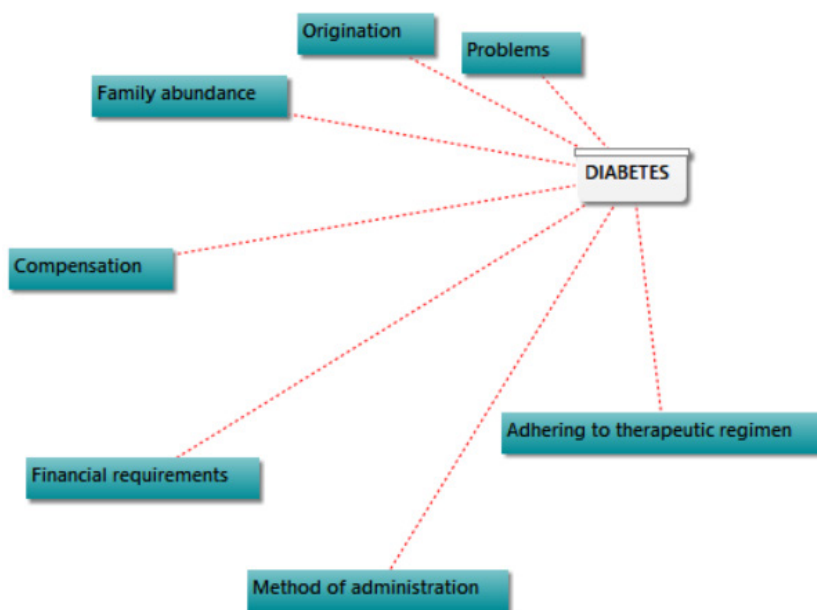 Origination
Problems
Family abundance
DIABETES
Compensation
Adhering to therapeutic regimen
Financial requirements
Method of administration